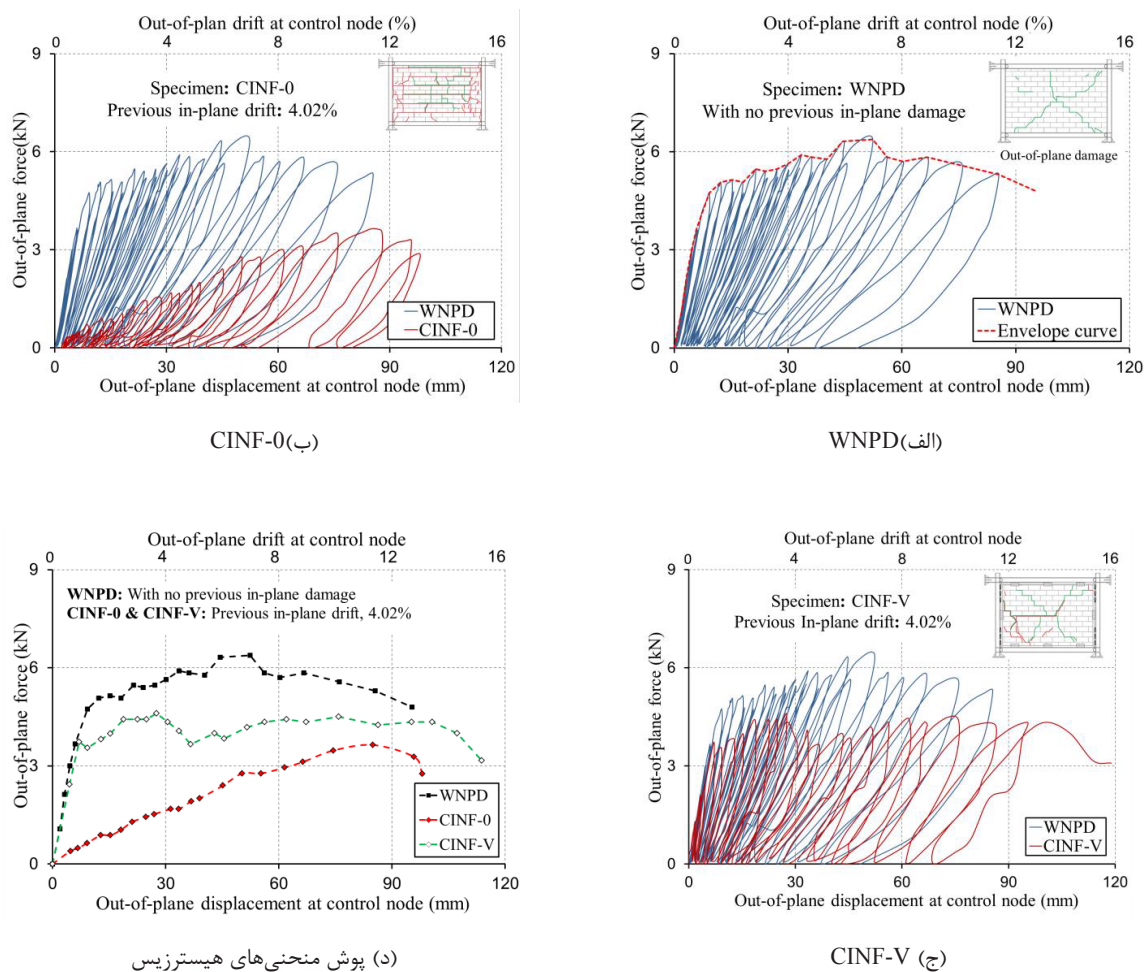 Out-of-plan drift at control node (%)
0 4 8 12 16
9
6
3
0
Out-of-plane force(kN)
Specimen: CINF-0
Previous in-plane drift: 4.02%
WNPD
CINF-0
0 30 60 90 120
Out-of-plane displacement at control node (mm)
(ب)CINF-0
Out-of-plane drift at control node (%)
0 4 8 12 16
9
6
3
0
Out-of-plane force(kN)
Specimen: WNPD
With no previous in-plane damage
Out-of-plane damage
WNPD
Envelope curve
0 30 60 90 120
Out-of-plane displacement at control node (mm)
(الف)WNPD
Out-of-plane drift at control node
0 4 8 12 16
9
6
3
0
Out-of-plane force (kN)
WNPD: With no previous in-plane damage
CINF-0 & CINF-V: Previous in-plane drift, 4.02%
WNPD
CINF-0
CINF-V
0 30 60 90 120
Out-of-plane displacement at control node (mm)
(د) پوش منحنی‌های هیسترزیس
Out-of-plane drift at control node
0 4 8 12 16
9
6
3
0
Out-of-plane force (kN)
Specimen: CINF-V
Previous In-plane drift: 4.02%
WNPD
CINF-V
0 30 60 90 120
Out-of-plane displacement at control node (mm)
(ج) CINF-V